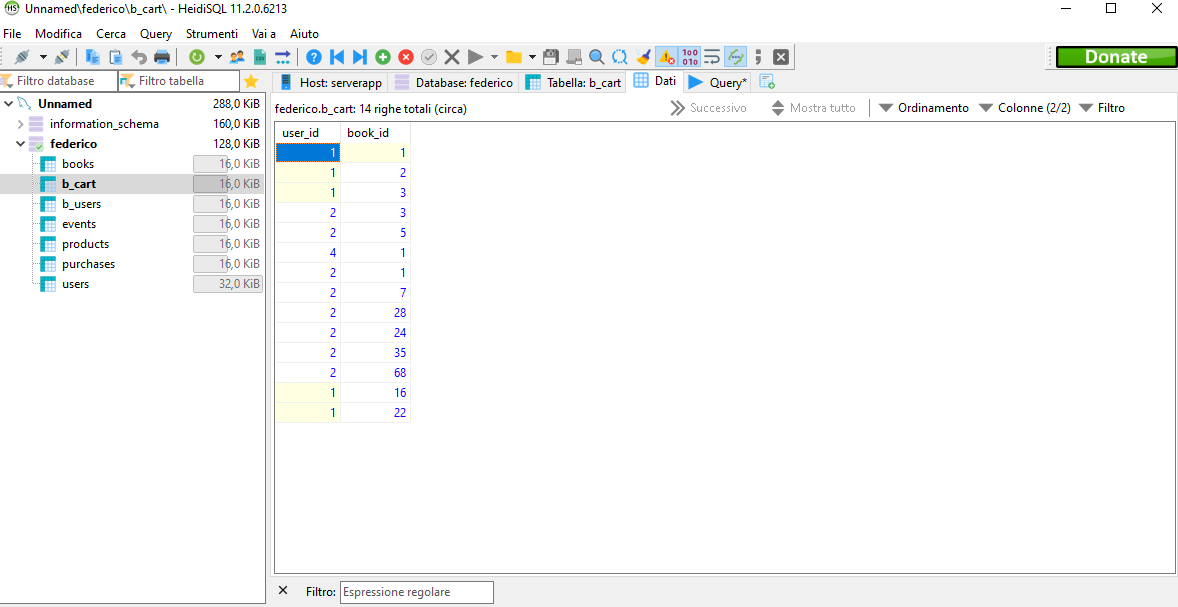 Unnamed\federico\b_cart\ - HeidiSQL 11.2.0.6213
File Modifica Cerca Query Strumenti Vai a Aiuto
Donate
Filtro database Filtro tabella
Host: serverapp Database: federico Tabella: b_cart Dati Query*
Unnamed 288,0 KiB
information_schema 160,0 KiB
federico 128,0 KiB
books 16,0 KiB
b_cart 16,0 KiB
b_users 16,0 KiB
events 16,0 KiB
products 16,0 KiB
purchases 16,0 KiB
users 32,0 KiB
federico.b_cart: 14 righe totali (circa) Successivo Mostra tutto Ordinamento Colonne (2/2) Filtro
user_id book_id
1 1
1 2
1 3
2 3
2 5
4 1
2 1
2 7
2 28
2 24
2 35
2 68
1 16
1 22
Filtro: Espressione regolare